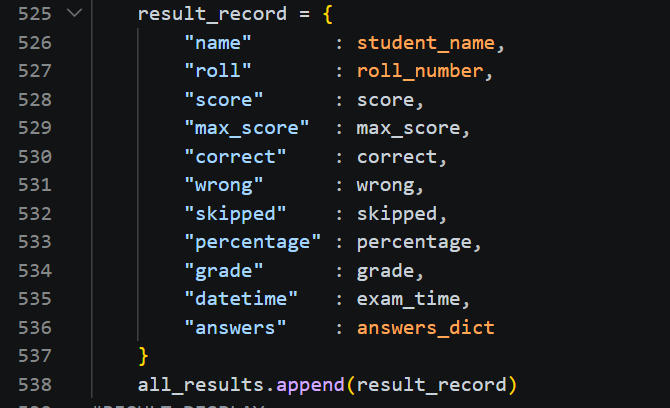 525 result_record = {
526 "name" : student_name,
527 "roll" : roll_number,
528 "score" : score,
529 "max_score" : max_score,
530 "correct" : correct,
531 "wrong" : wrong,
532 "skipped" : skipped,
533 "percentage" : percentage,
534 "grade" : grade,
535 "datetime" : exam_time,
536 "answers" : answers_dict
537 }
538 all_results.append(result_record)